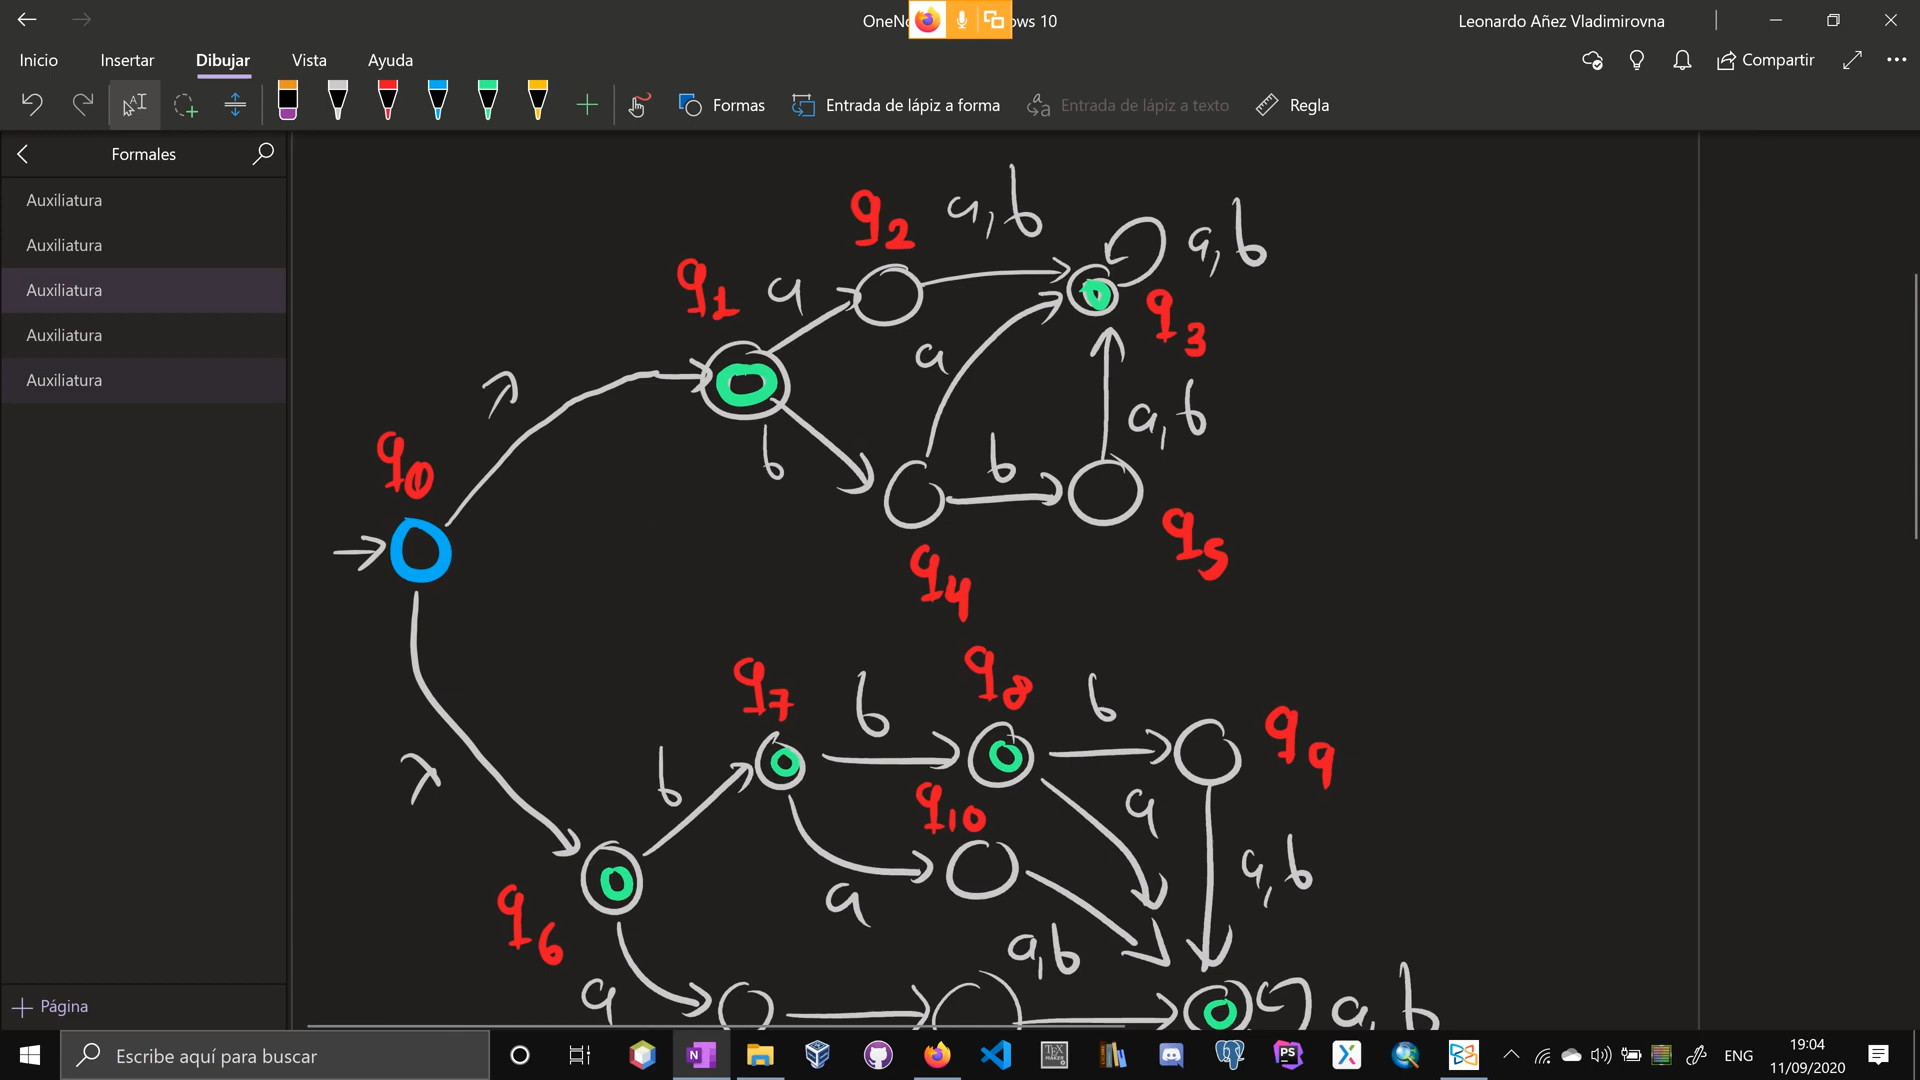 OneNo
ows 10
Leonardo Añez Vladimirovna
Inicio
Insertar
Dibujar
Vista
Ayuda
Compartir
Formas
Entrada de lápiz a forma
Entrada de lápiz a texto
Regla
Formales
Auxiliatura
Auxiliatura
Auxiliatura
Auxiliatura
Auxiliatura
Página
q2
a, b
a, b
q1
a
q3
a
λ
a, b
b
b
q0
q5
q4
q7
b
q8
b
q9
λ
b
q10
a
a, b
a
q6
a, b
a
a, b
Escribe aquí para buscar
ENG
19:04
11/09/2020